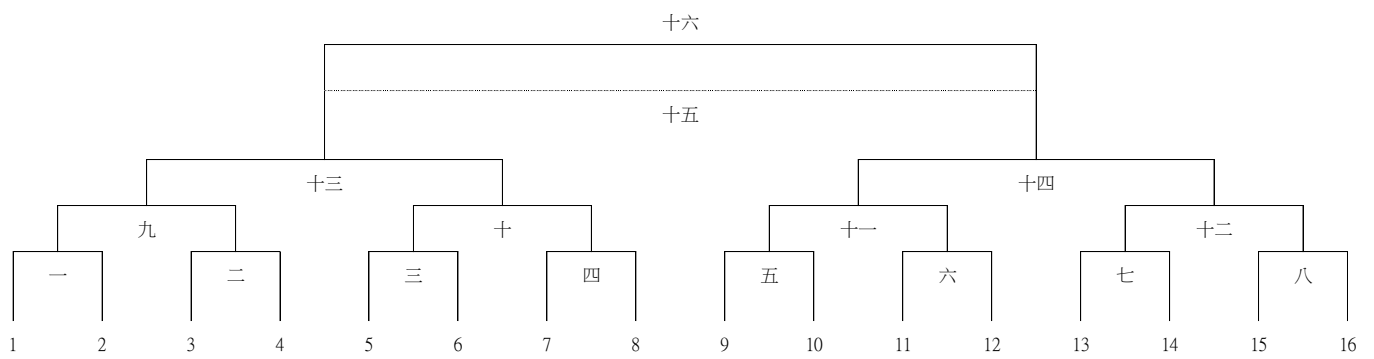 十六
十五
十三 十四
九 十 十一 十二
一 二 三 四 五 六 七 八
1 2 3 4 5 6 7 8 9 10 11 12 13 14 15 16